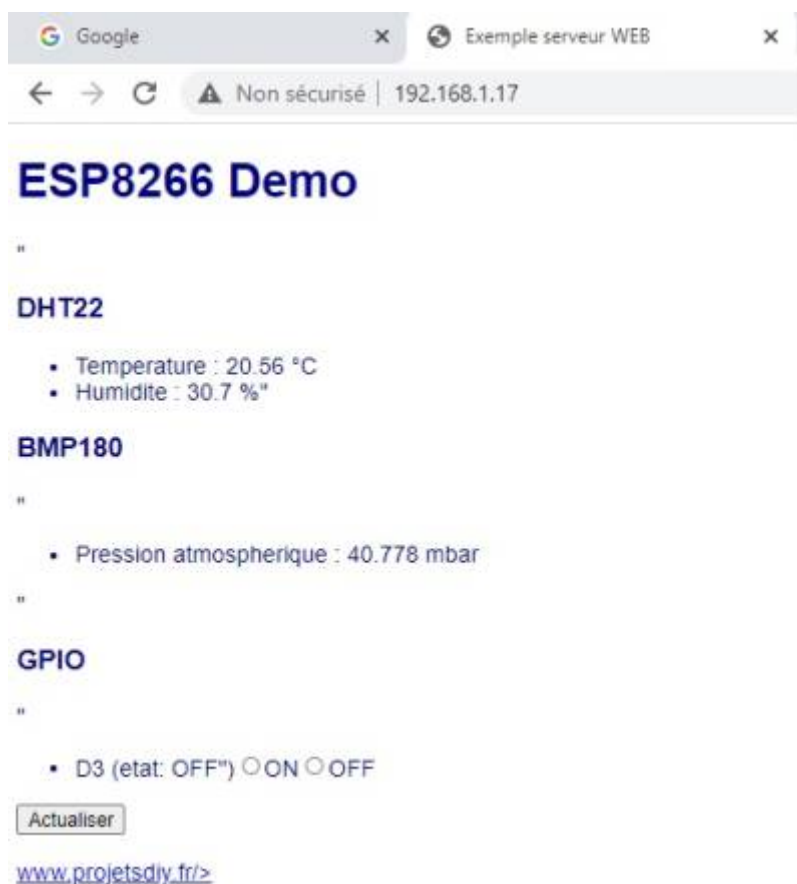 Google
Exemple serveur WEB
Non sécurisé | 192.168.1.17
ESP8266 Demo
"
DHT22
• Temperature : 20.56 °C
• Humidite : 30.7 %"
BMP180
"
• Pression atmospherique : 40.778 mbar
"
GPIO
"
• D3 (etat: OFF") ON OFF
Actualiser
www.projetsdiy.fr/>